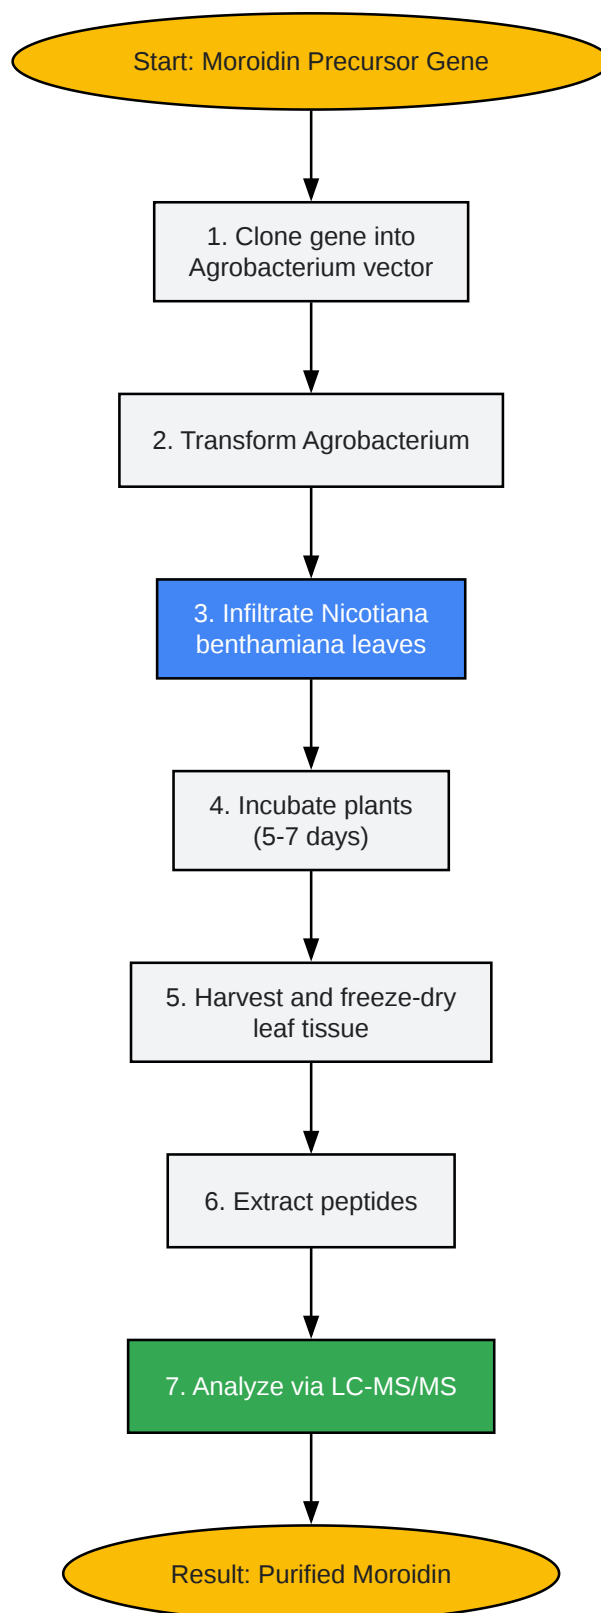 Start: Moroidin Precursor Gene
1. Clone gene into
Agrobacterium vector
2. Transform Agrobacterium
3. Infiltrate Nicotiana
benthamiana leaves
4. Incubate plants
(5-7 days)
5. Harvest and freeze-dry
leaf tissue
6. Extract peptides
7. Analyze via LC-MS/MS
Result: Purified Moroidin